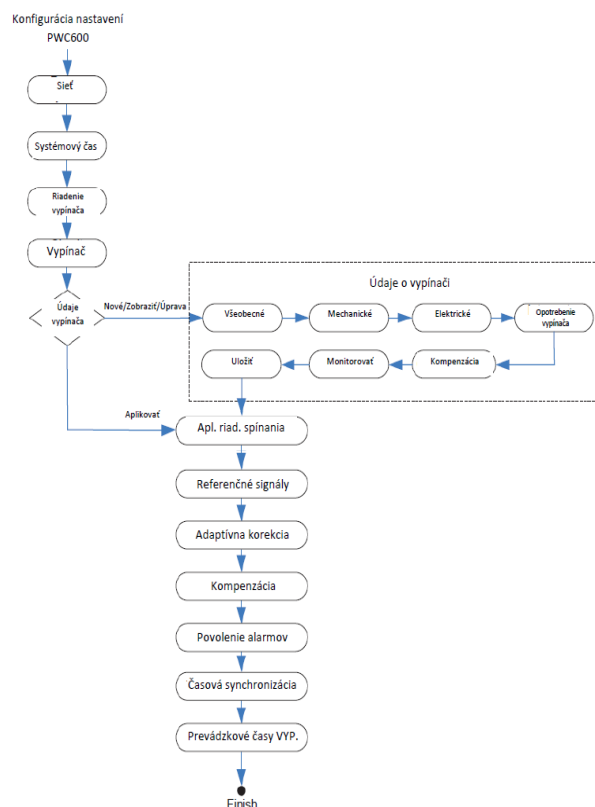 Konfigurácia nastavení
PWC600
Sieť
Systémový čas
Riadenie
vypínača
Vypínač
Údaje
vypínača
Nové/Zobraziť/Úprava
Údaje o vypínači
Všeobecné
Mechanické
Elektrické
Opotrebenie
vypínača
Uložiť
Monitorovať
Kompenzácia
Aplikovať
Apl. riad. spínania
Referenčné signály
Adaptívna korekcia
Kompenzácia
Povolenie alarmov
Časová synchronizácia
Prevádzkové časy VYP.
Finish